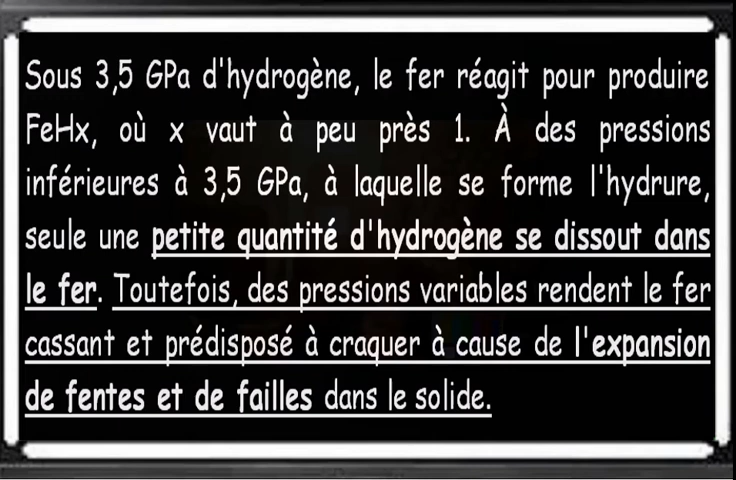 Sous 3,5 GPa d'hydrogène, le fer réagit pour produire
FeHx, où x vaut à peu près 1. À des pressions
inférieures à 3,5 GPa, à laquelle se forme l'hydrure,
seule une petite quantité d'hydrogène se dissout dans
le fer. Toutefois, des pressions variables rendent le fer
cassant et prédisposé à craquer à cause de l'expansion
de fentes et de failles dans le solide.